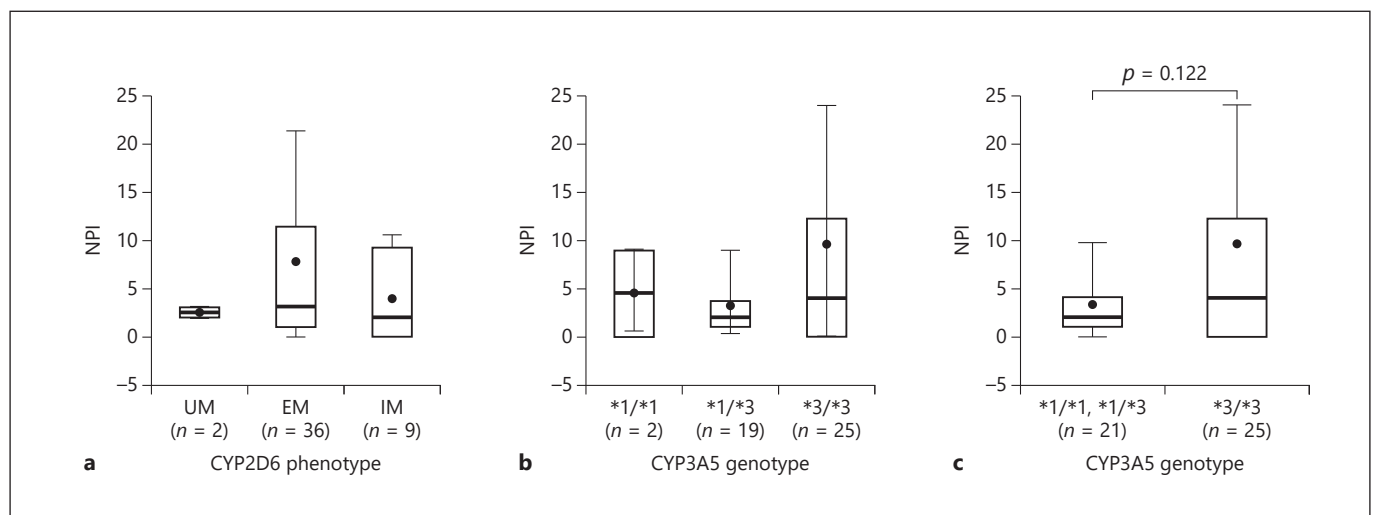 p = 0.122
25
20
15
10
5
0
–5
NPI
UM
(n = 2)
EM
(n = 36)
IM
(n = 9)
a
CYP2D6 phenotype
25
20
15
10
5
0
–5
NPI
*1/*1
(n = 2)
*1/*3
(n = 19)
*3/*3
(n = 25)
b
CYP3A5 genotype
25
20
15
10
5
0
–5
NPI
*1/*1, *1/*3
(n = 21)
*3/*3
(n = 25)
c
CYP3A5 genotype